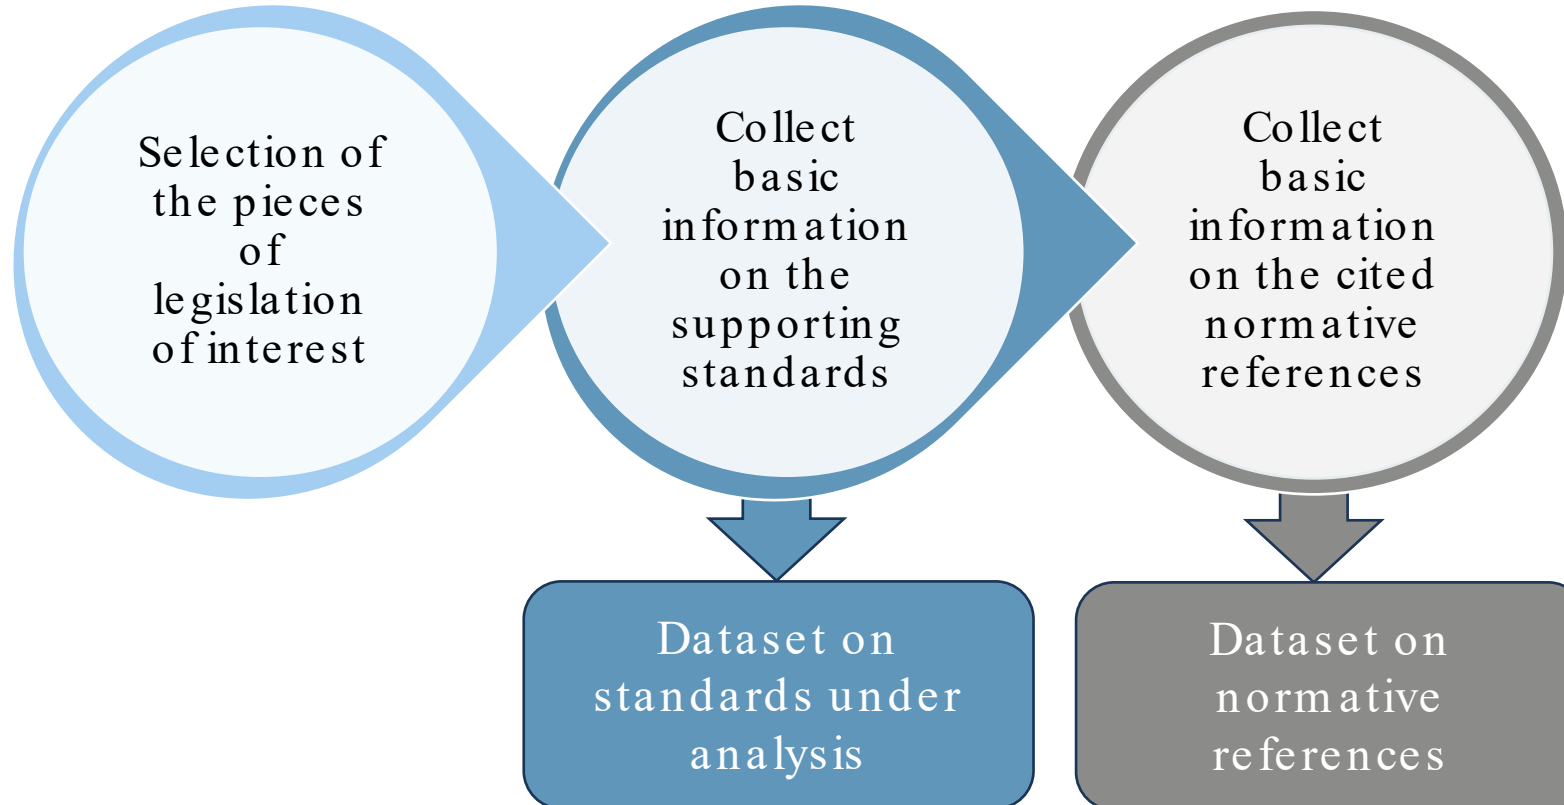 Selection of
the pieces
of
legislation
of interest
Collect
basic
information
on the
supporting
standards
Collect
basic
information
on the cited
normative
references
Dataset on
standards under
analysis
Dataset on
normative
references